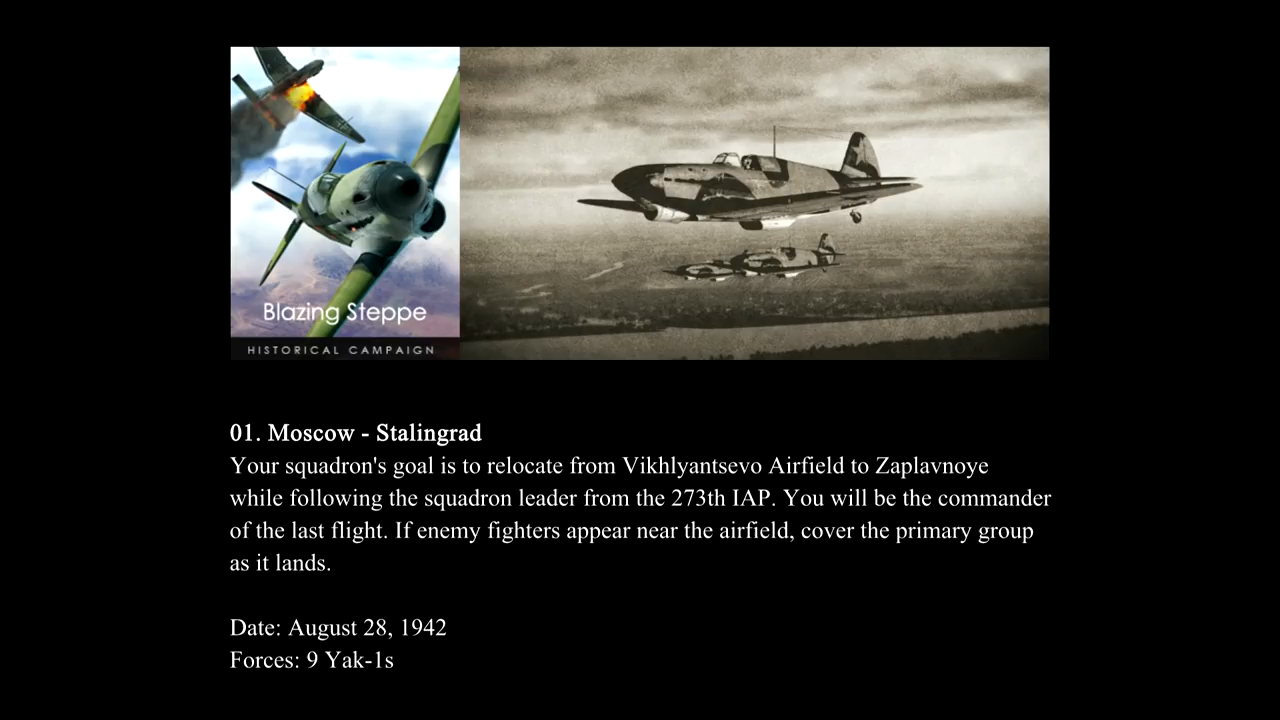 Blazing Steppe
HISTORICAL CAMPAIGN
01. Moscow - Stalingrad
Your squadron's goal is to relocate from Vikhlyantsevo Airfield to Zaplavnoye
while following the squadron leader from the 273th IAP. You will be the commander
of the last flight. If enemy fighters appear near the airfield, cover the primary group
as it lands.
Date: August 28, 1942
Forces: 9 Yak-1s